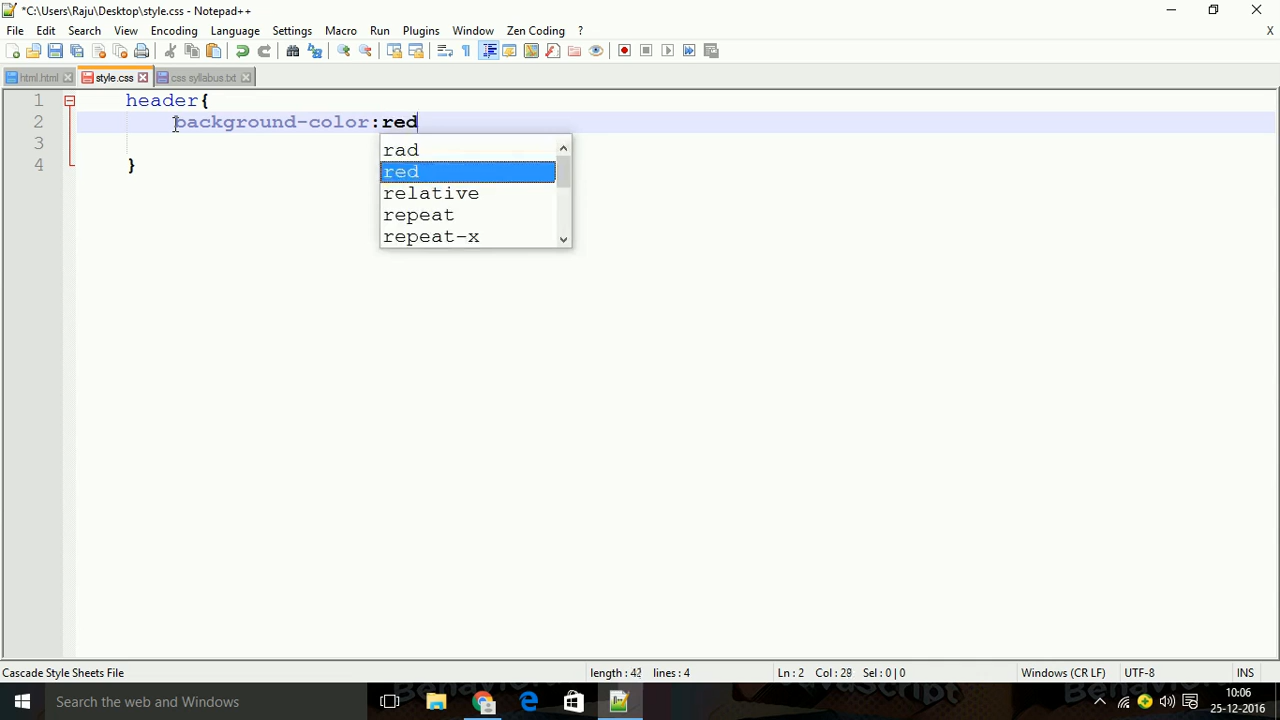 *C:\Users\Raju\Desktop\style.css - Notepad++
File Edit Search View Encoding Language Settings Macro Run Plugins Window Zen Coding ? X
html.html style.css css syllabus.txt
1 header{
2 background-color:red
3
4 }
rad
red
relative
repeat
repeat-x
Cascade Style Sheets File length : 42 lines : 4 Ln : 2 Col : 28 Sel : 0 | 0 Windows (CR LF) UTF-8 INS
Search the web and Windows
10:06
25-12-2016